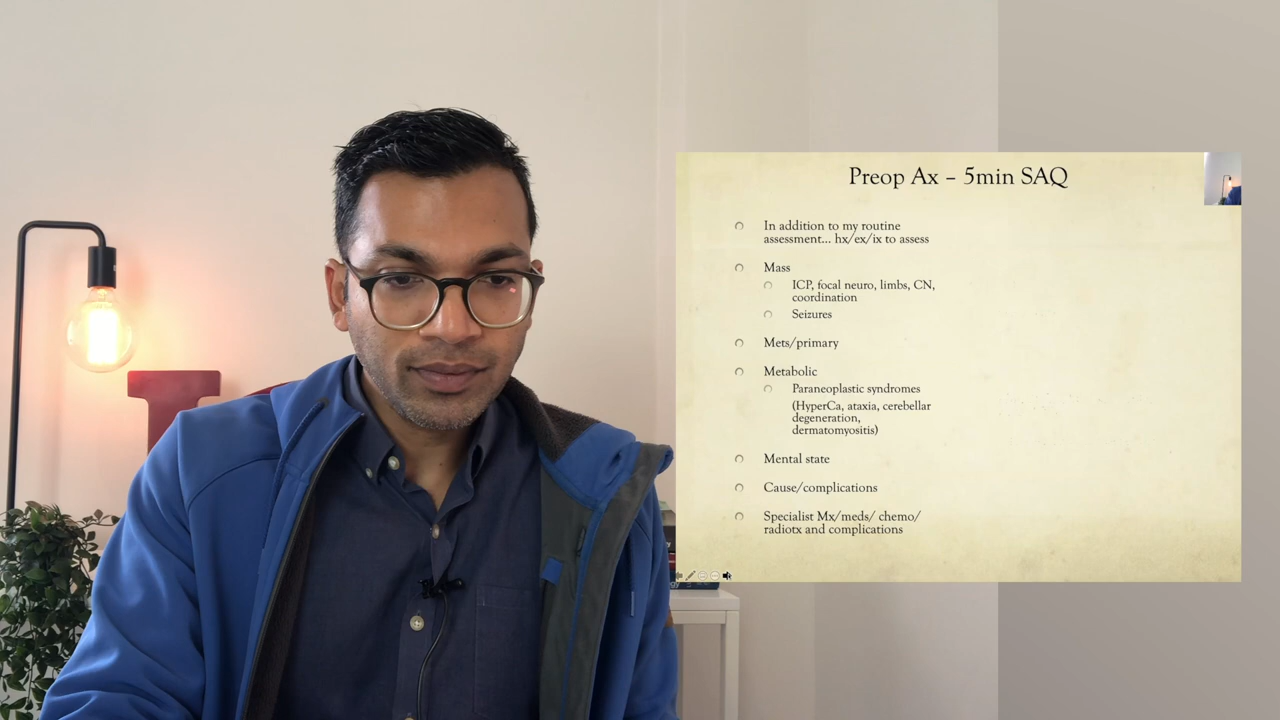 Preop Ax – 5min SAQ
In addition to my routine
assessment... hx/ex/ix to assess
Mass
ICP, focal neuro, limbs, CN,
coordination
Seizures
Mets/primary
Metabolic
Paraneoplastic syndromes
(HyperCa, ataxia, cerebellar
degeneration,
dermatomyositis)
Mental state
Cause/complications
Specialist Mx/meds/ chemo/
radiotx and complications